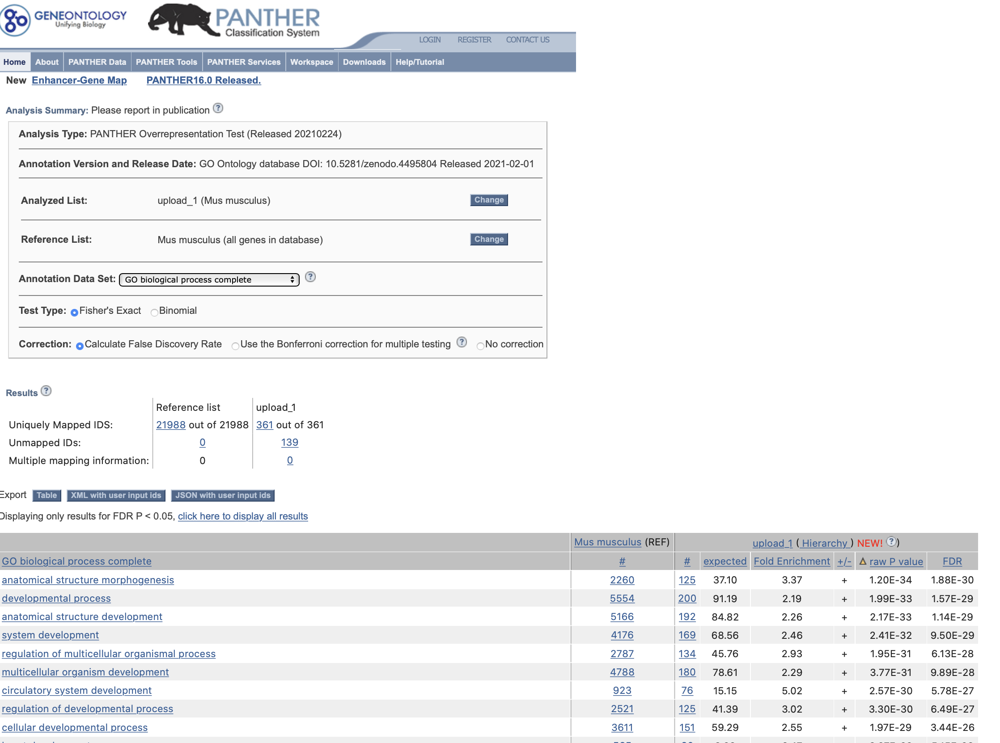 GENEONTOLOGY
Unifying Biology
PANTHER
Classification System
LOGIN REGISTER CONTACT US
Home About PANTHER Data PANTHER Tools PANTHER Services Workspace Downloads Help/Tutorial
New Enhancer-Gene Map PANTHER16.0 Released.
Analysis Summary: Please report in publication ?
Analysis Type: PANTHER Overrepresentation Test (Released 20210224)
Annotation Version and Release Date: GO Ontology database DOI: 10.5281/zenodo.4495804 Released 2021-02-01
Analyzed List: upload_1 (Mus musculus) Change
Reference List: Mus musculus (all genes in database) Change
Annotation Data Set: GO biological process complete ?
Test Type: Fisher's Exact Binomial
Correction: Calculate False Discovery Rate Use the Bonferroni correction for multiple testing ? No correction
Results ?
Reference list upload_1
Uniquely Mapped IDS: 21988 out of 21988 361 out of 361
Unmapped IDs: 0 139
Multiple mapping information: 0 0
Export Table XML with user input ids JSON with user input ids
Displaying only results for FDR P < 0.05, click here to display all results
Mus musculus (REF) upload_1 ( Hierarchy ) NEW! ?)
GO biological process complete # # expected Fold Enrichment +/- raw P value FDR
anatomical structure morphogenesis 2260 125 37.10 3.37 + 1.20E-34 1.88E-30
developmental process 5554 200 91.19 2.19 + 1.99E-33 1.57E-29
anatomical structure development 5166 192 84.82 2.26 + 2.17E-33 1.14E-29
system development 4176 169 68.56 2.46 + 2.41E-32 9.50E-29
regulation of multicellular organismal process 2787 134 45.76 2.93 + 1.95E-31 6.13E-28
multicellular organism development 4788 180 78.61 2.29 + 3.77E-31 9.89E-28
circulatory system development 923 76 15.15 5.02 + 2.57E-30 5.78E-27
regulation of developmental process 2521 125 41.39 3.02 + 3.30E-30 6.49E-27
cellular developmental process 3611 151 59.29 2.55 + 1.97E-29 3.44E-26